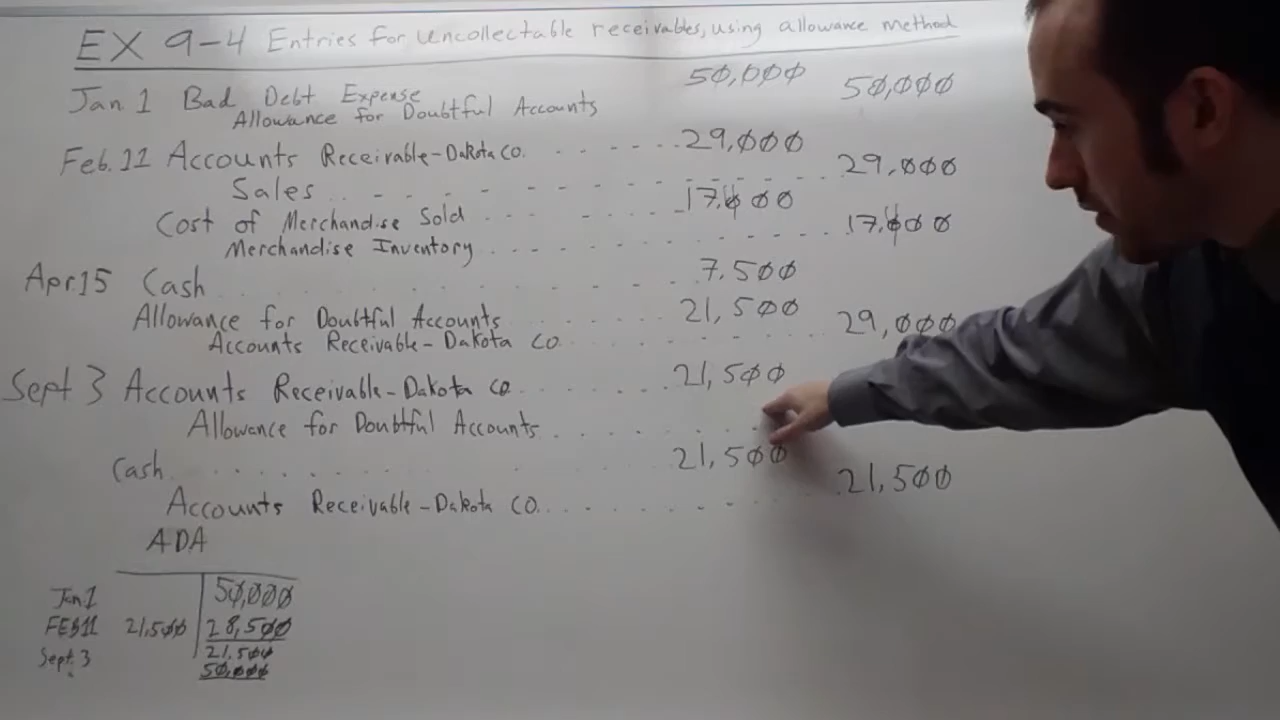 EX 9-4 Entries for uncollectable receivables, using allowance method
Jan 1 Bad Debt Expense 50,000
Allowance for Doubtful Accounts 50,000
Feb. 11 Accounts Receivable-Dakota Co. 29,000
Sales 29,000
Cost of Merchandise Sold
Merchandise Inventory
Apr. 15 Cash 7,500
Allowance for Doubtful Accounts 21,500
Accounts Receivable-Dakota CO. 29,000
Sept 3 Accounts Receivable-Dakota CO 21,500
Allowance for Doubtful Accounts
Cash 21,500
Accounts Receivable-Dakota CO. 21,500
ADA
Jan 1 50,000
FEB 11 21,500 28,500
Sept. 3 21,500
50,000